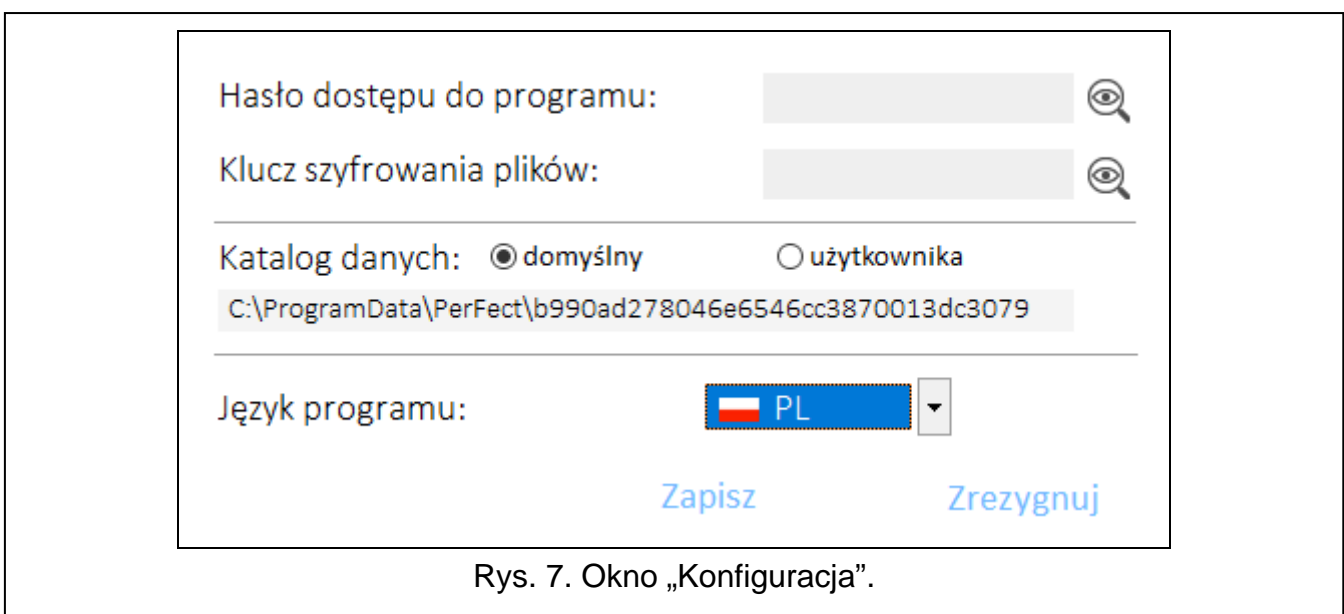 Hasło dostępu do programu:
Klucz szyfrowania plików:
Katalog danych: domyślny użytkownika
C:\ProgramData\PerFect\b990ad278046e6546cc3870013dc3079
Język programu: PL
Zapisz Zrezygnuj
Rys. 7. Okno „Konfiguracja”.